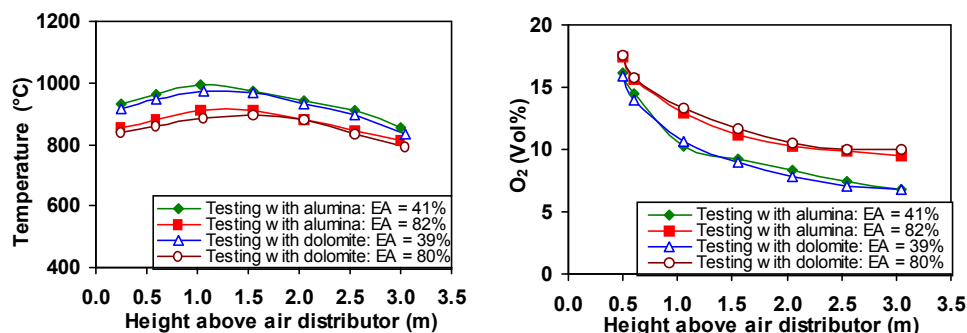 1200
1000
800
600
400
Temperature (°C)
Testing with alumina: EA = 41%
Testing with alumina: EA = 82%
Testing with dolomite: EA = 39%
Testing with dolomite: EA = 80%
0.0 0.5 1.0 1.5 2.0 2.5 3.0 3.5
Height above air distributor (m)
20
15
10
5
0
O2 (Vol%)
Testing with alumina: EA = 41%
Testing with alumina: EA = 82%
Testing with dolomite: EA = 39%
Testing with dolomite: EA = 80%
0.0 0.5 1.0 1.5 2.0 2.5 3.0 3.5
Height above air distributor (m)